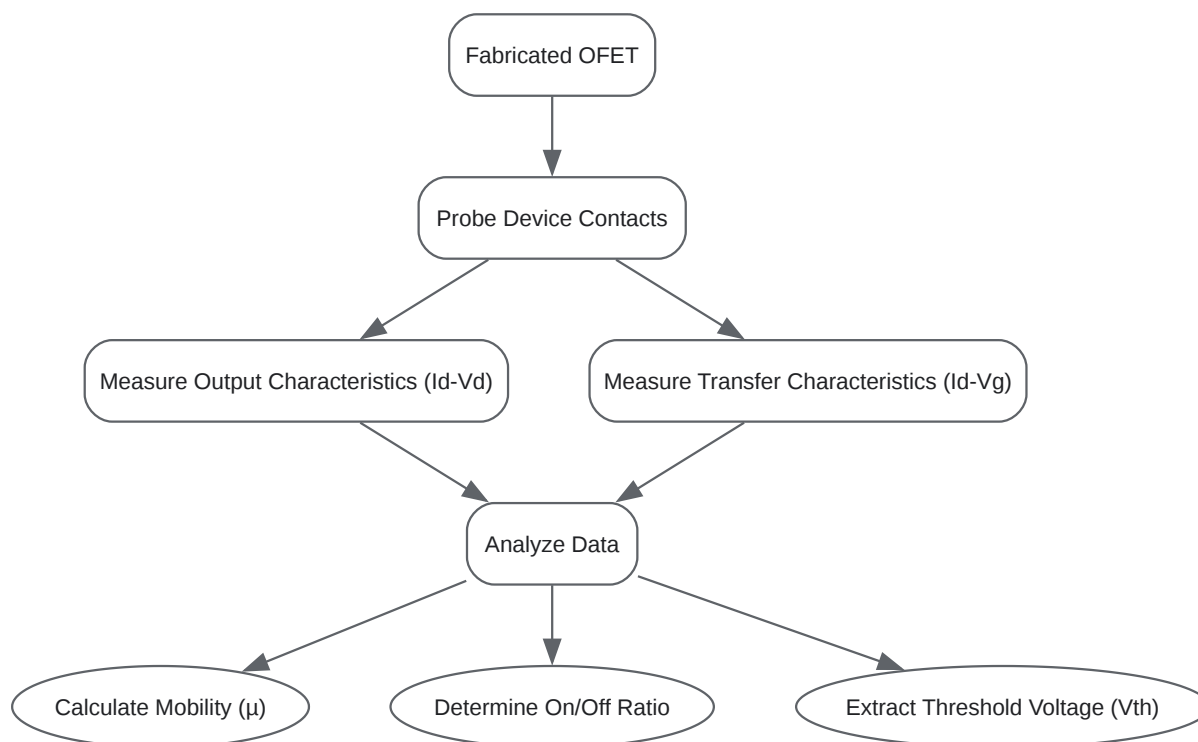 Fabricated OFET
Probe Device Contacts
Measure Output Characteristics (Id-Vd)
Measure Transfer Characteristics (Id-Vg)
Analyze Data
Calculate Mobility (µ)
Determine On/Off Ratio
Extract Threshold Voltage (Vth)